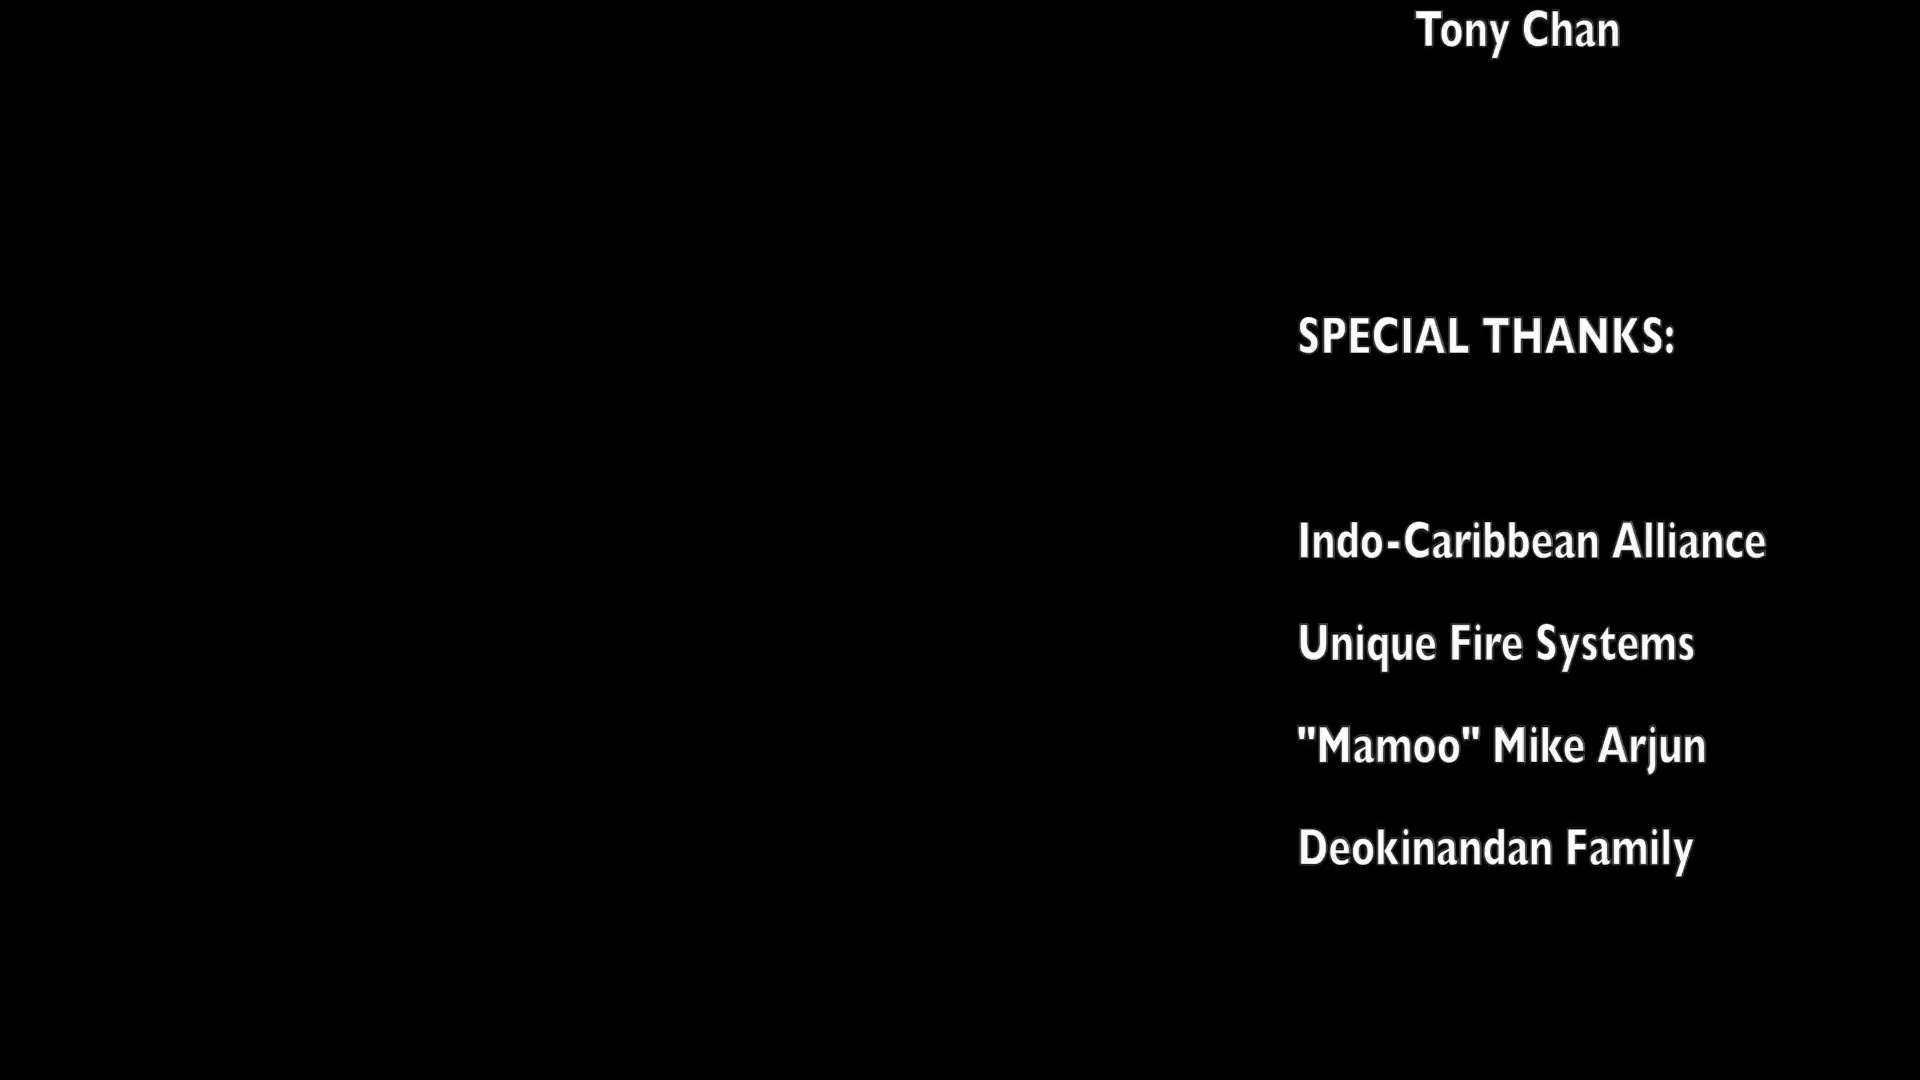 Tony Chan
SPECIAL THANKS:
Indo-Caribbean Alliance
Unique Fire Systems
"Mamoo" Mike Arjun
Deokinandan Family